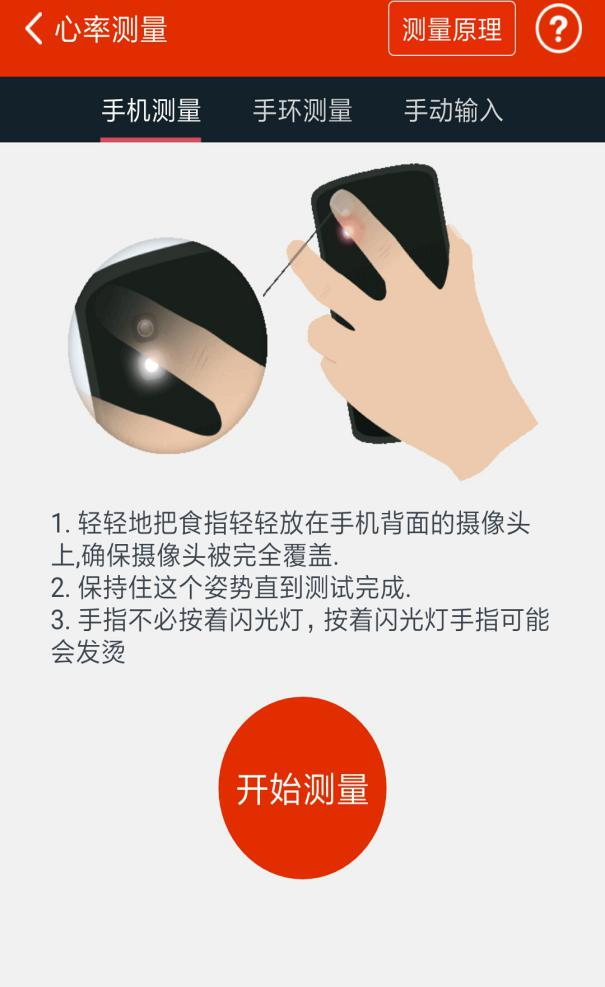 心率测量
测量原理
?
手机测量
手环测量
手动输入
1. 轻轻地把食指轻轻放在手机背面的摄像头
上,确保摄像头被完全覆盖.
2. 保持住这个姿势直到测试完成.
3. 手指不必按着闪光灯，按着闪光灯手指可能
会发烫
开始测量